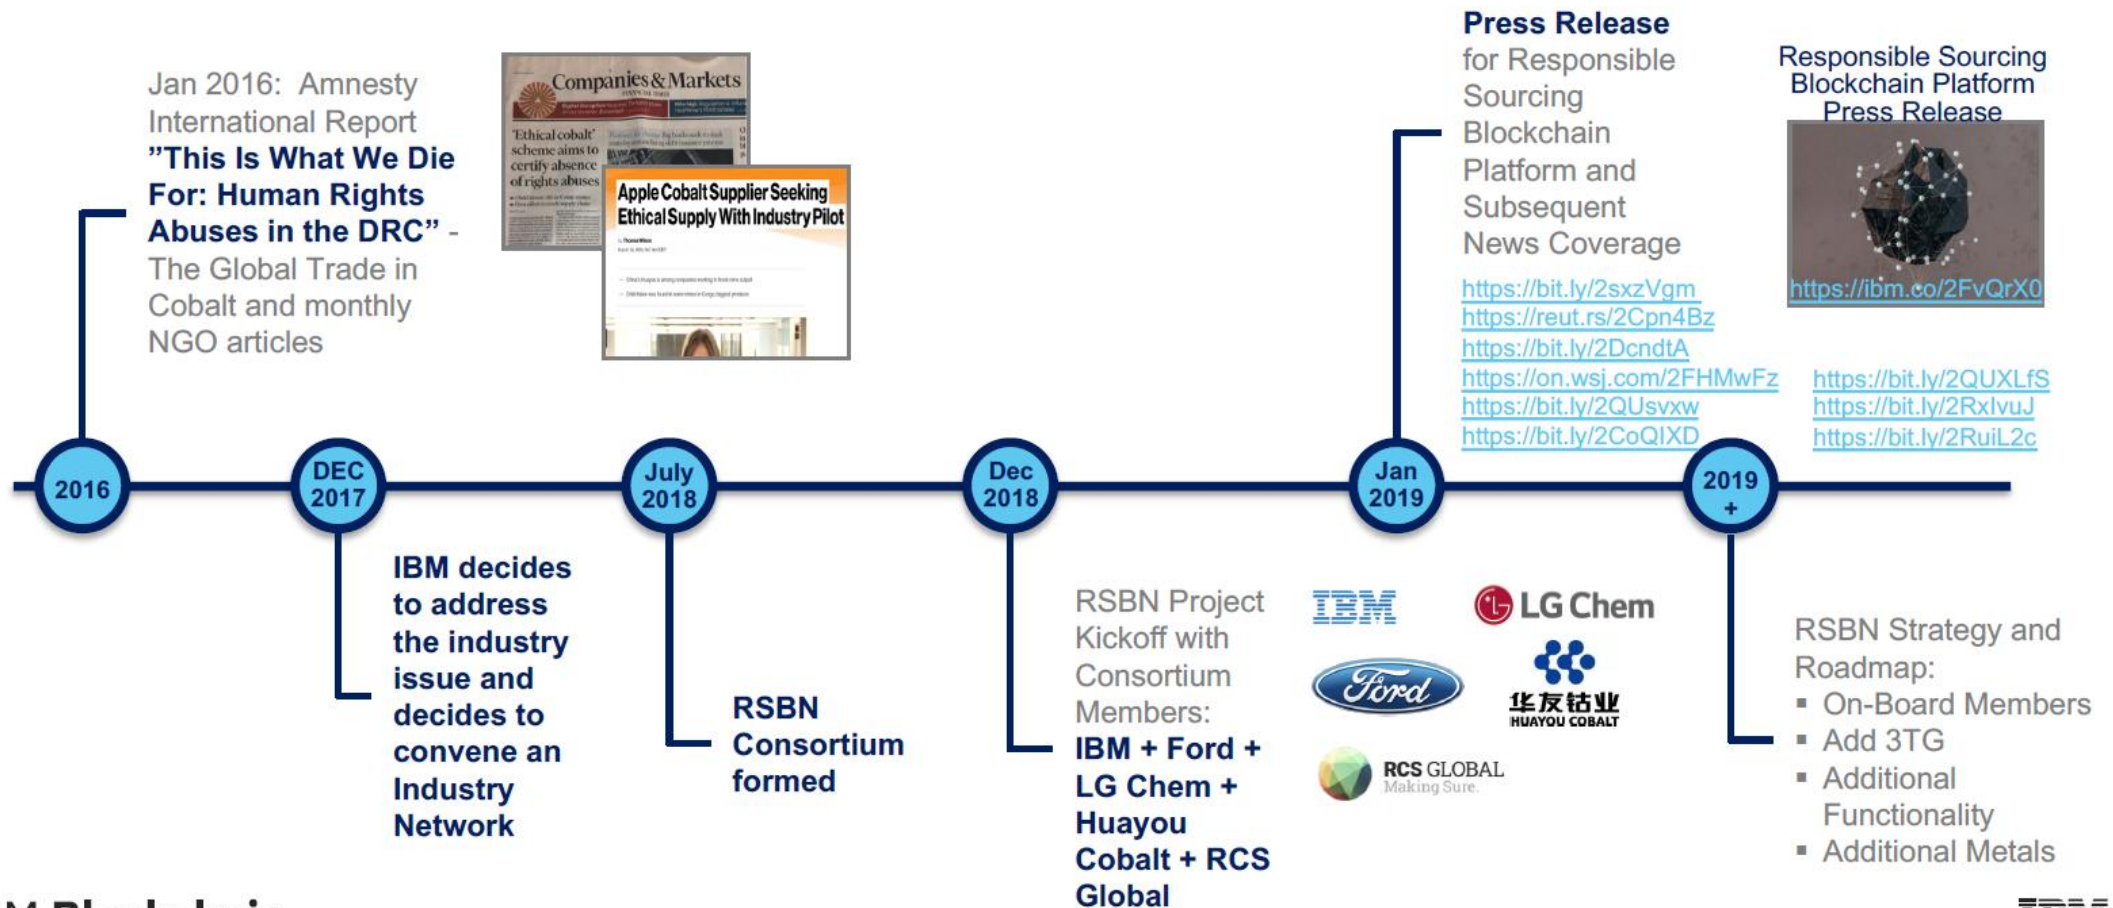 Jan 2016: Amnesty
International Report
”This Is What We Die
For: Human Rights
Abuses in the DRC” -
The Global Trade in
Cobalt and monthly
NGO articles
Companies & Markets
FINANCIAL TIMES
'Ethical cobalt'
scheme aims to
certify absence
of rights abuses
Apple Cobalt Supplier Seeking
Ethical Supply With Industry Pilot
Press Release
for Responsible
Sourcing
Blockchain
Platform and
Subsequent
News Coverage
https://bit.ly/2sxzVgm
https://reut.rs/2Cpn4Bz
https://bit.ly/2DcndtA
https://on.wsj.com/2FHMwFz
https://bit.ly/2QUsvxw
https://bit.ly/2CoQIXD
Responsible Sourcing
Blockchain Platform
Press Release
https://ibm.co/2FvQrX0
https://bit.ly/2QUXLfS
https://bit.ly/2RxIvuJ
https://bit.ly/2RuiL2c
2016
DEC
2017
July
2018
Dec
2018
Jan
2019
2019
+
IBM decides
to address
the industry
issue and
decides to
convene an
Industry
Network
RSBN
Consortium
formed
RSBN Project
Kickoff with
Consortium
Members:
IBM + Ford +
LG Chem +
Huayou
Cobalt + RCS
Global
IBM
LG Chem
Ford
华友钴业
HUAYOU COBALT
RCS GLOBAL
Making Sure.
RSBN Strategy and
Roadmap:
▪ On-Board Members
▪ Add 3TG
▪ Additional
Functionality
▪ Additional Metals